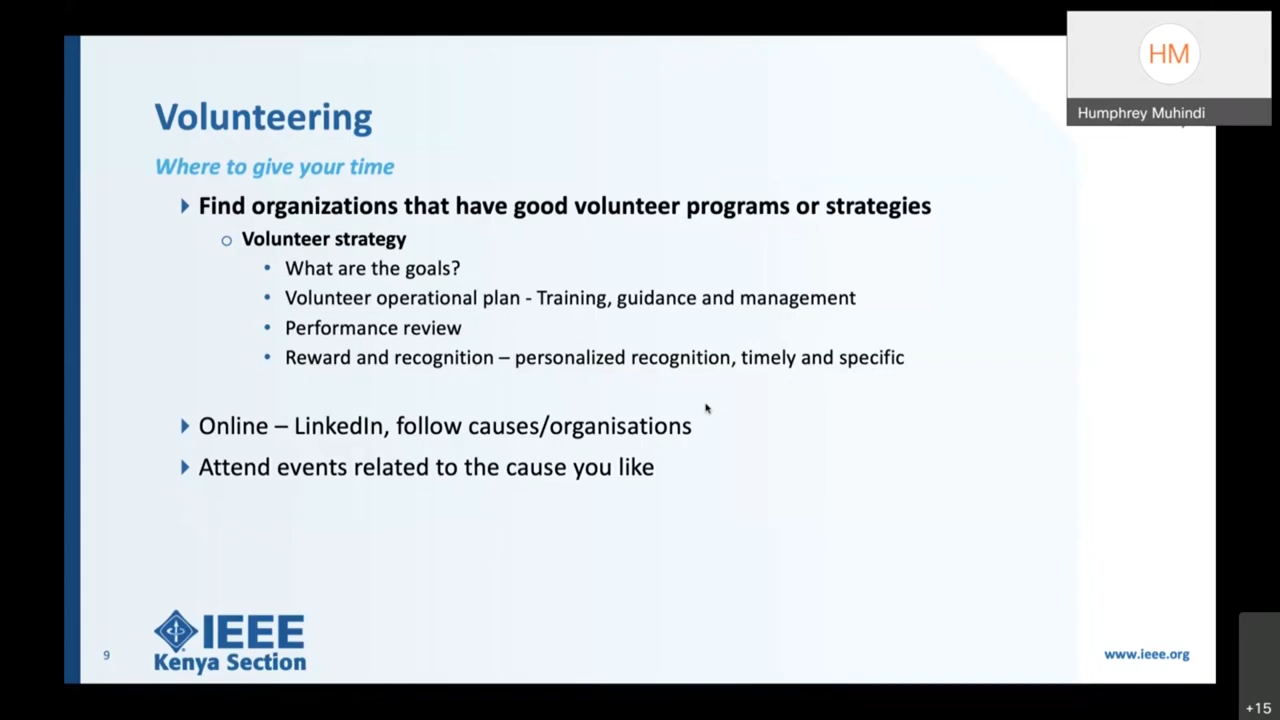 HM
Humphrey Muhindi
Volunteering
Where to give your time
Find organizations that have good volunteer programs or strategies
Volunteer strategy
What are the goals?
Volunteer operational plan - Training, guidance and management
Performance review
Reward and recognition – personalized recognition, timely and specific
Online – LinkedIn, follow causes/organisations
Attend events related to the cause you like
9
IEEE
Kenya Section
www.ieee.org
+15